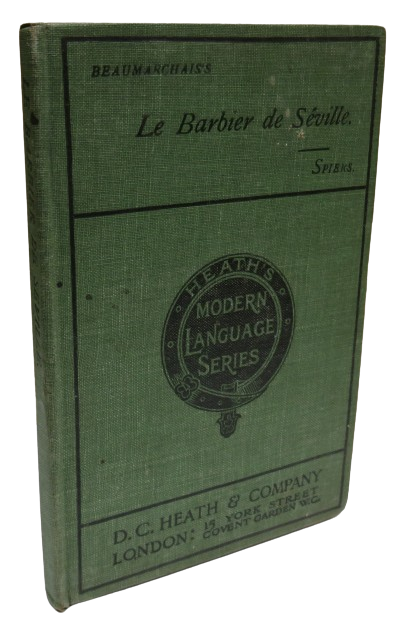 BEAUMARCHAIS'S
Le Barbier de Séville.
SPIERS.
HEATH'S
MODERN
LANGUAGE
SERIES
D. C. HEATH & COMPANY
LONDON: 15 YORK STREET
COVENT GARDEN W.C.